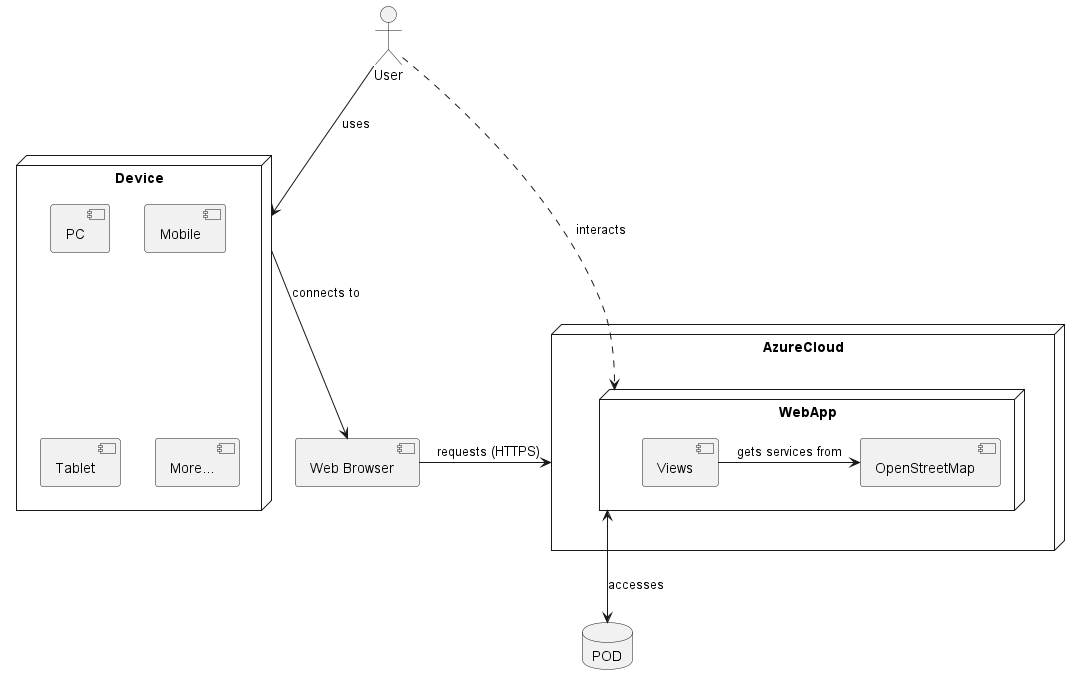 User
uses
Device
PC
Mobile
interacts
connects to
AzureCloud
WebApp
Tablet
More...
Web Browser
requests (HTTPS)
Views
gets services from
OpenStreetMap
accesses
POD